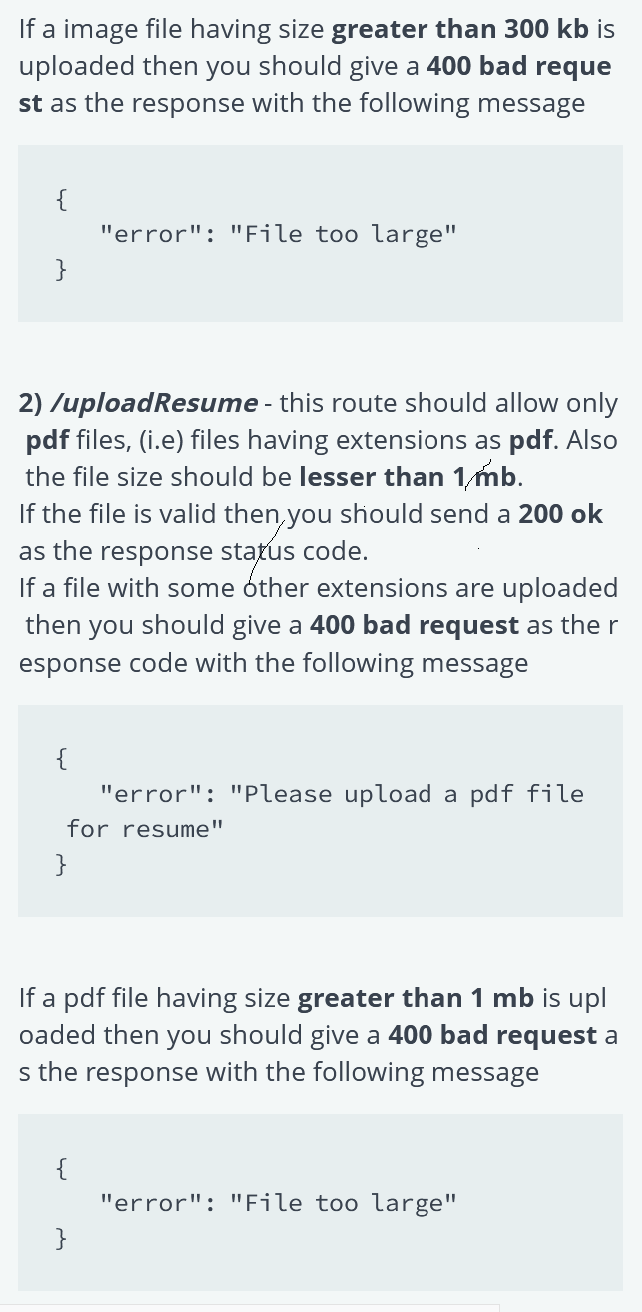 If a image file having size greater than 300 kb is
uploaded then you should give a 400 bad reque
st as the response with the following message
{
"error": "File too large"
}
2) /uploadResume - this route should allow only
pdf files, (i.e) files having extensions as pdf. Also
the file size should be lesser than 1 mb.
If the file is valid then you should send a 200 ok
as the response status code.
If a file with some other extensions are uploaded
then you should give a 400 bad request as the r
esponse code with the following message
{
"error": "Please upload a pdf file
for resume"
}
If a pdf file having size greater than 1 mb is upl
oaded then you should give a 400 bad request a
s the response with the following message
{
"error": "File too large"
}